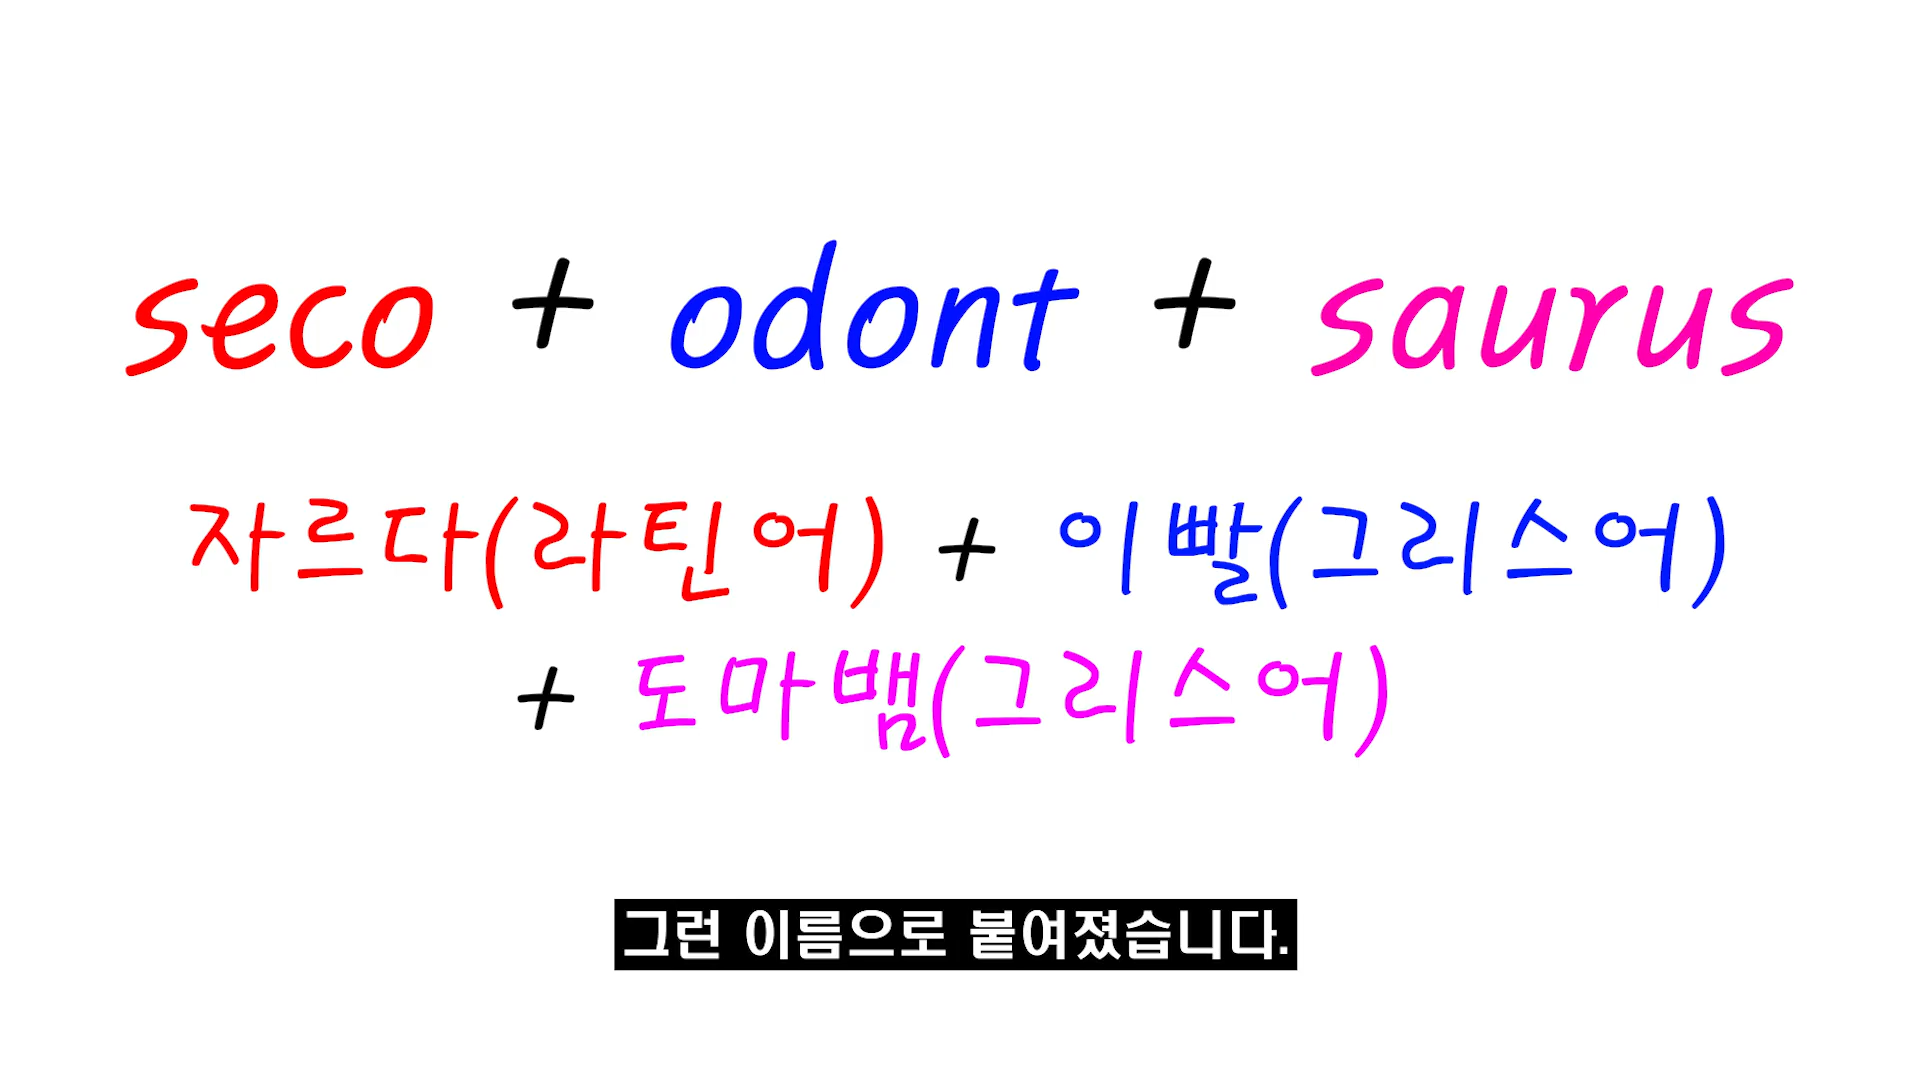 seco + odont + saurus
자르다(라틴어) + 이빨(그리스어)
+ 도마뱀(그리스어)
그런 이름으로 붙여졌습니다.